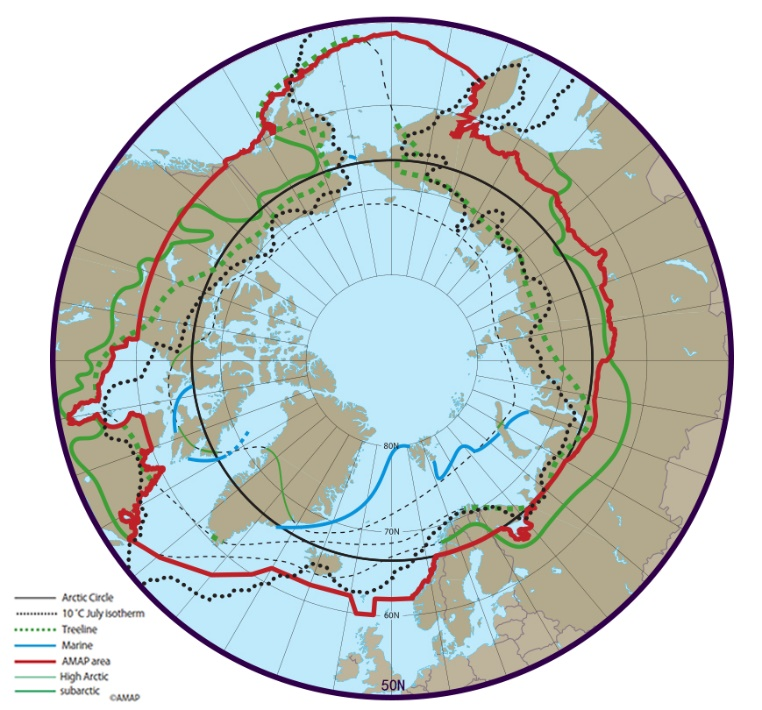 80N
70N
60N
50N
Arctic Circle
10 °C July isotherm
Treeline
Marine
AMAP area
High Arctic
subarctic
©AMAP